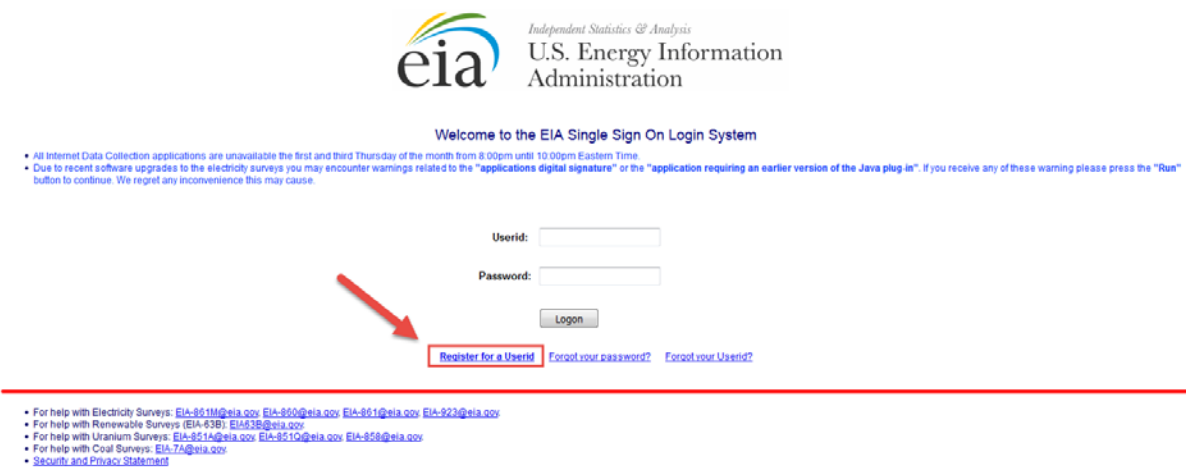 eia
Independent Statistics & Analysis
U.S. Energy Information
Administration
Welcome to the EIA Single Sign On Login System
• All Internet Data Collection applications are unavailable the first and third Thursday of the month from 8:00pm until 10:00pm Eastern Time.
• Due to recent software upgrades to the electricity surveys you may encounter warnings related to the "applications digital signature" or the "application requiring an earlier version of the Java plug-in". If you receive any of these warning please press the "Run"
button to continue. We regret any inconvenience this may cause.
Userid:
Password:
Logon
Register for a Userid Forgot your password? Forgot your Userid?
• For help with Electricity Surveys: EIA-861M@eia.gov, EIA-860@eia.gov, EIA-861@eia.gov, EIA-923@eia.gov.
• For help with Renewable Surveys (EIA-63B): EIA63B@eia.gov.
• For help with Uranium Surveys: EIA-851A@eia.gov, EIA-851Q@eia.gov, EIA-858@eia.gov.
• For help with Coal Surveys: EIA-7A@eia.gov.
• Security and Privacy Statement